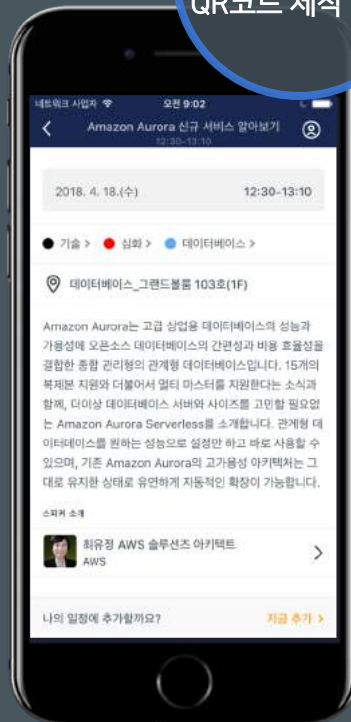 QR코드 제작
네트워크 사업자 오전 9:02
Amazon Aurora 신규 서비스 알아보기
12:30-13:10
2018. 4. 18.(수) 12:30-13:10
기술 > 심화 > 데이터베이스 >
데이터베이스_그랜드볼룸 103호(1F)
Amazon Aurora는 고급 상업용 데이터베이스의 성능과
가용성에 오픈소스 데이터베이스의 간편성과 비용 효율성을
결합한 종합 관리형의 관계형 데이터베이스입니다. 15개의
복제본 지원와 더불어서 멀티 마스터를 지원한다는 소식과
함께, 더이상 데이터베이스 서버와 사이즈를 고민할 필요없
는 Amazon Aurora Serverless를 소개합니다. 관계형 데
이터테이스를 원하는 성능으로 설정만 하고 바로 사용할 수
있으며, 기존 Amazon Aurora의 고가용성 아키텍처는 그
대로 유지한 상태로 유연하게 자동적인 확장이 가능합니다.
스피커 소개
최유정 AWS 솔루션즈 아키텍트
AWS
나의 일정에 추가할까요? 지금 추가 >